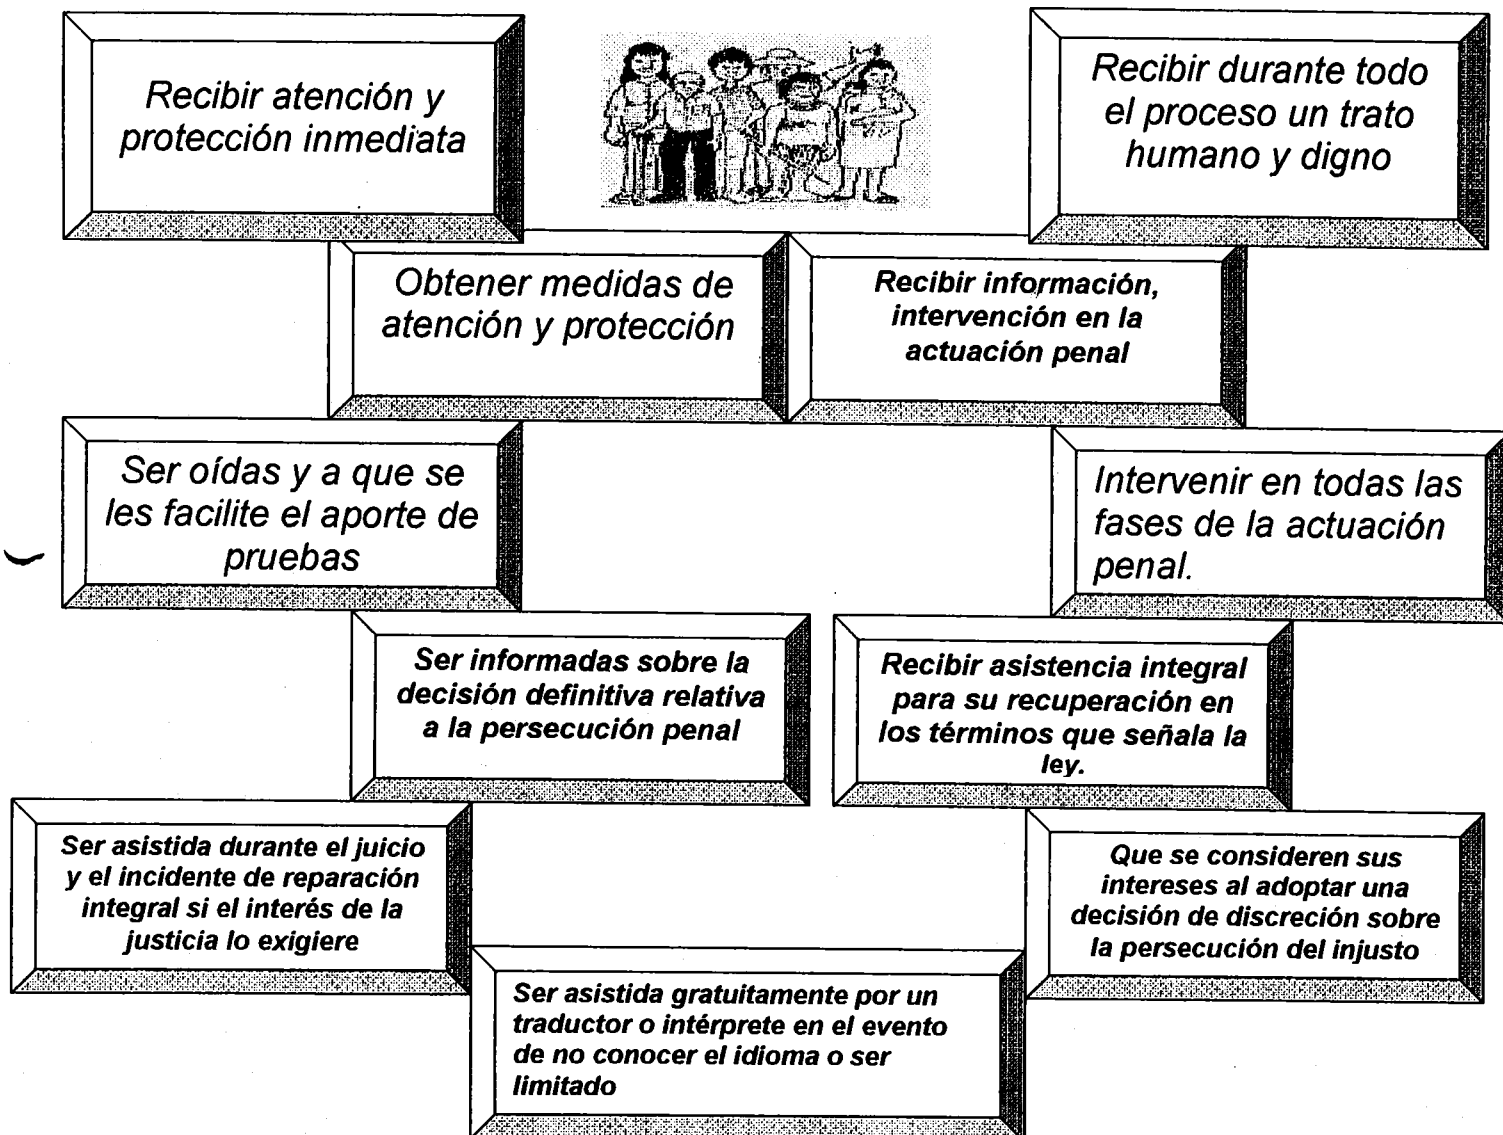 Recibir atención y
protección inmediata
Recibir durante todo
el proceso un trato
humano y digno
Obtener medidas de
atención y protección
Recibir información,
intervención en la
actuación penal
Ser oídas y a que se
les facilite el aporte de
pruebas
Intervenir en todas las
fases de la actuación
penal.
Ser informadas sobre la
decisión definitiva relativa
a la persecución penal
Recibir asistencia integral
para su recuperación en
los términos que señala la
ley.
Ser asistida durante el juicio
y el incidente de reparación
integral si el interés de la
justicia lo exigiere
Que se consideren sus
intereses al adoptar una
decisión de discreción sobre
la persecución del injusto
Ser asistida gratuitamente por un
traductor o intérprete en el evento
de no conocer el idioma o ser
limitado